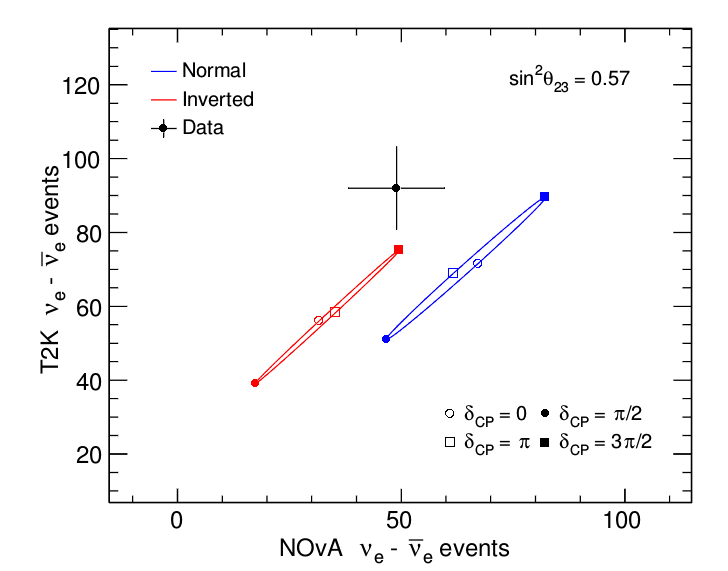 Normal
Inverted
Data
sin²θ₂₃ = 0.57
120
100
80
60
40
20
T2K νₑ - ν̅ₑ events
δCP = 0
δCP = π/2
δCP = π
δCP = 3π/2
0
50
100
NOvA νₑ - ν̅ₑ events